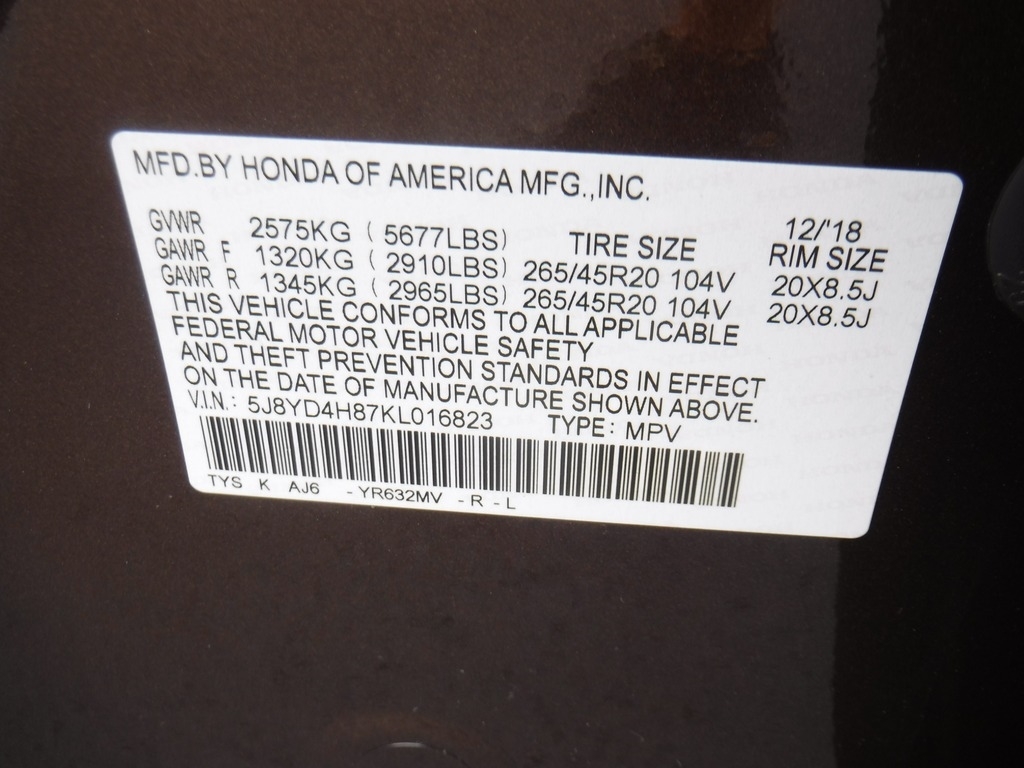 MFD.BY HONDA OF AMERICA MFG.,INC.
GVWR 2575KG ( 5677LBS) TIRE SIZE 12/'18 RIM SIZE
GAWR F 1320KG ( 2910LBS) 265/45R20 104V 20X8.5J
GAWR R 1345KG ( 2965LBS) 265/45R20 104V 20X8.5J
THIS VEHICLE CONFORMS TO ALL APPLICABLE
FEDERAL MOTOR VEHICLE SAFETY
AND THEFT PREVENTION STANDARDS IN EFFECT
ON THE DATE OF MANUFACTURE SHOWN ABOVE.
V.I.N.: 5J8YD4H87KL016823 TYPE: MPV
TYS K AJ6 -YR632MV -R-L